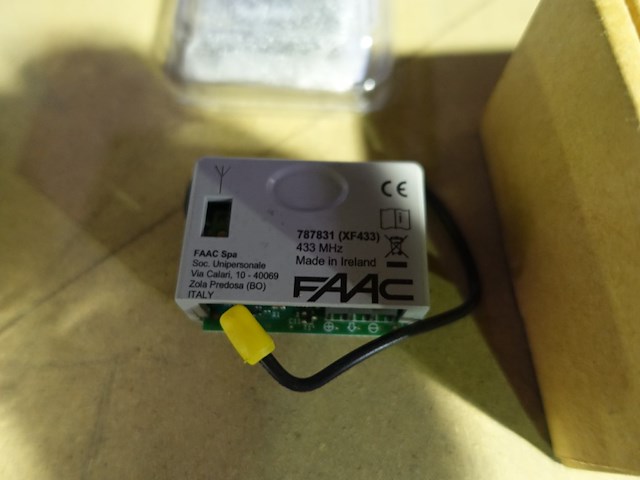 CE
787831 (XF433)
433 MHz
Made in Ireland
FAAC Spa
Soc. Unipersonale
Via Calari, 10 - 40069
Zola Predosa (BO)
ITALY
FAAC